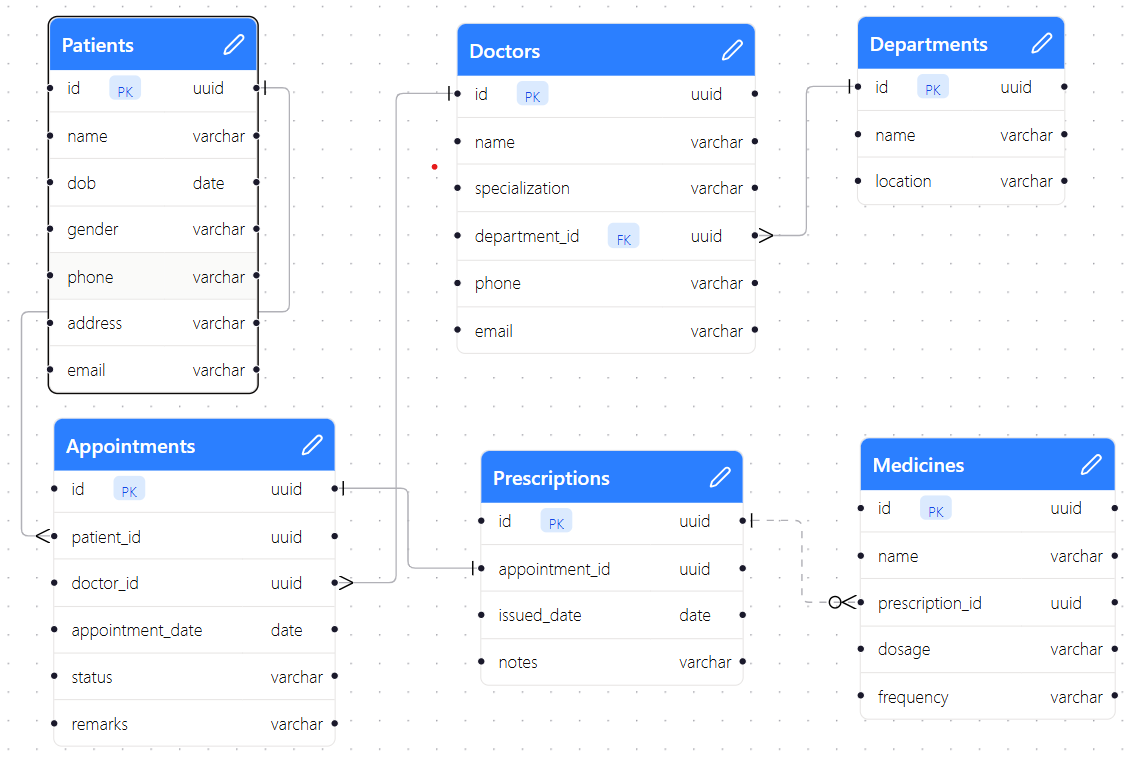 Patients
id PK uuid
name varchar
dob date
gender varchar
phone varchar
address varchar
email varchar
Doctors
id PK uuid
name varchar
specialization varchar
department_id FK uuid
phone varchar
email varchar
Departments
id PK uuid
name varchar
location varchar
Appointments
id PK uuid
patient_id uuid
doctor_id uuid
appointment_date date
status varchar
remarks varchar
Prescriptions
id PK uuid
appointment_id uuid
issued_date date
notes varchar
Medicines
id PK uuid
name varchar
prescription_id uuid
dosage varchar
frequency varchar